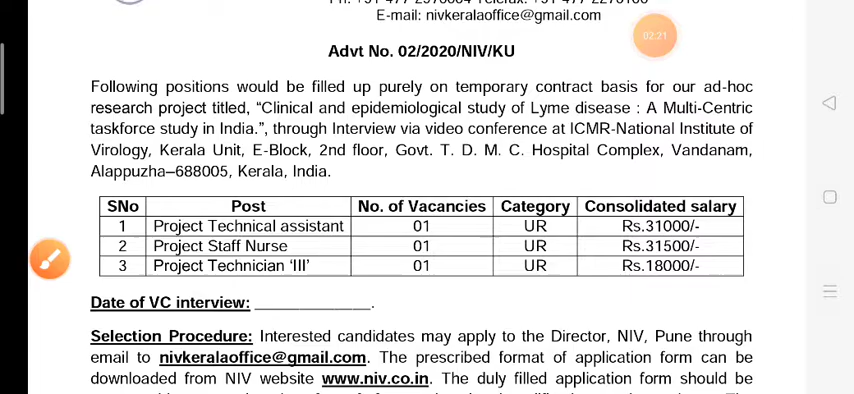 E-mail: nivkeralaoffice@gmail.com
02:21
Advt No. 02/2020/NIV/KU
Following positions would be filled up purely on temporary contract basis for our ad-hoc
research project titled, “Clinical and epidemiological study of Lyme disease : A Multi-Centric
taskforce study in India.”, through Interview via video conference at ICMR-National Institute of
Virology, Kerala Unit, E-Block, 2nd floor, Govt. T. D. M. C. Hospital Complex, Vandanam,
Alappuzha–688005, Kerala, India.
SNo Post No. of Vacancies Category Consolidated salary
1 Project Technical assistant 01 UR Rs.31000/-
2 Project Staff Nurse 01 UR Rs.31500/-
3 Project Technician ‘III’ 01 UR Rs.18000/-
Date of VC interview: ______________.
Selection Procedure: Interested candidates may apply to the Director, NIV, Pune through
email to nivkeralaoffice@gmail.com. The prescribed format of application form can be
downloaded from NIV website www.niv.co.in. The duly filled application form should be